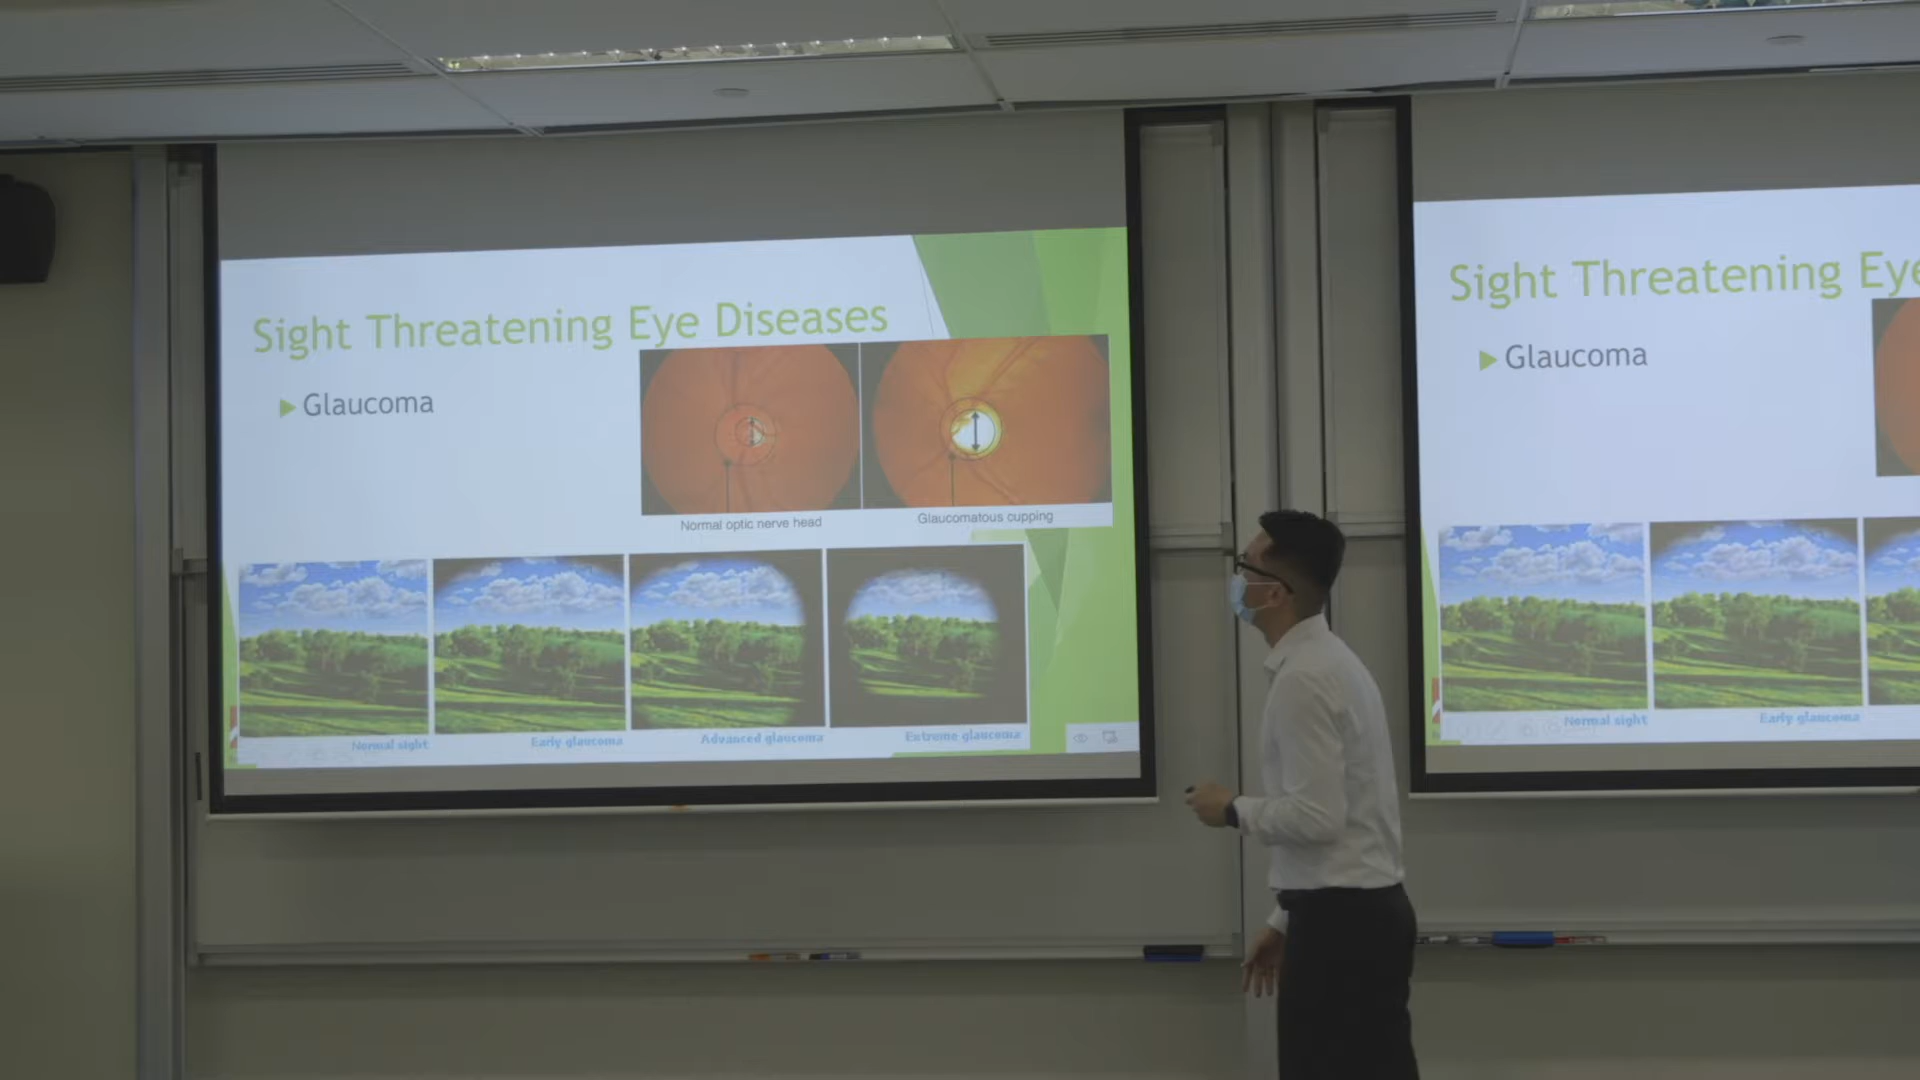 Sight Threatening Eye Diseases
Glaucoma
Normal optic nerve head
Glaucomatous cupping
Normal sight
Early glaucoma
Advanced glaucoma
Extreme glaucoma
Sight Threatening Eye
Glaucoma
Normal sight
Early glaucoma